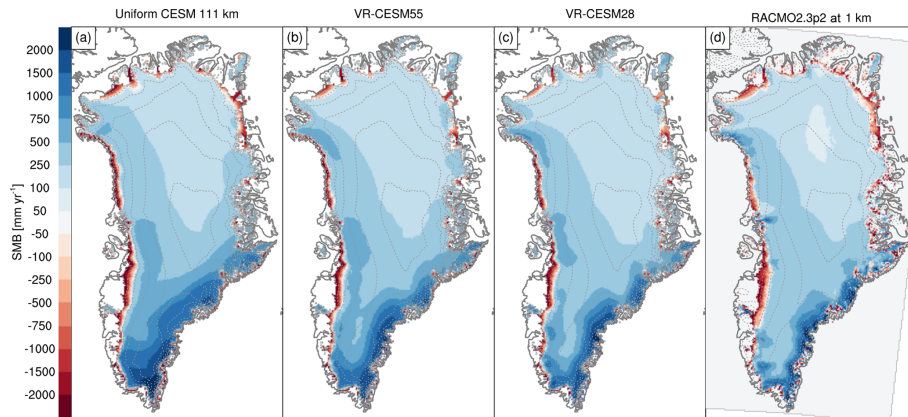 Uniform CESM 111 km
VR-CESM55
VR-CESM28
RACMO2.3p2 at 1 km
(a)
(b)
(c)
(d)
SMB [mm yr⁻¹]
2000
1500
1000
750
500
250
100
50
-50
-100
-250
-500
-750
-1000
-1500
-2000